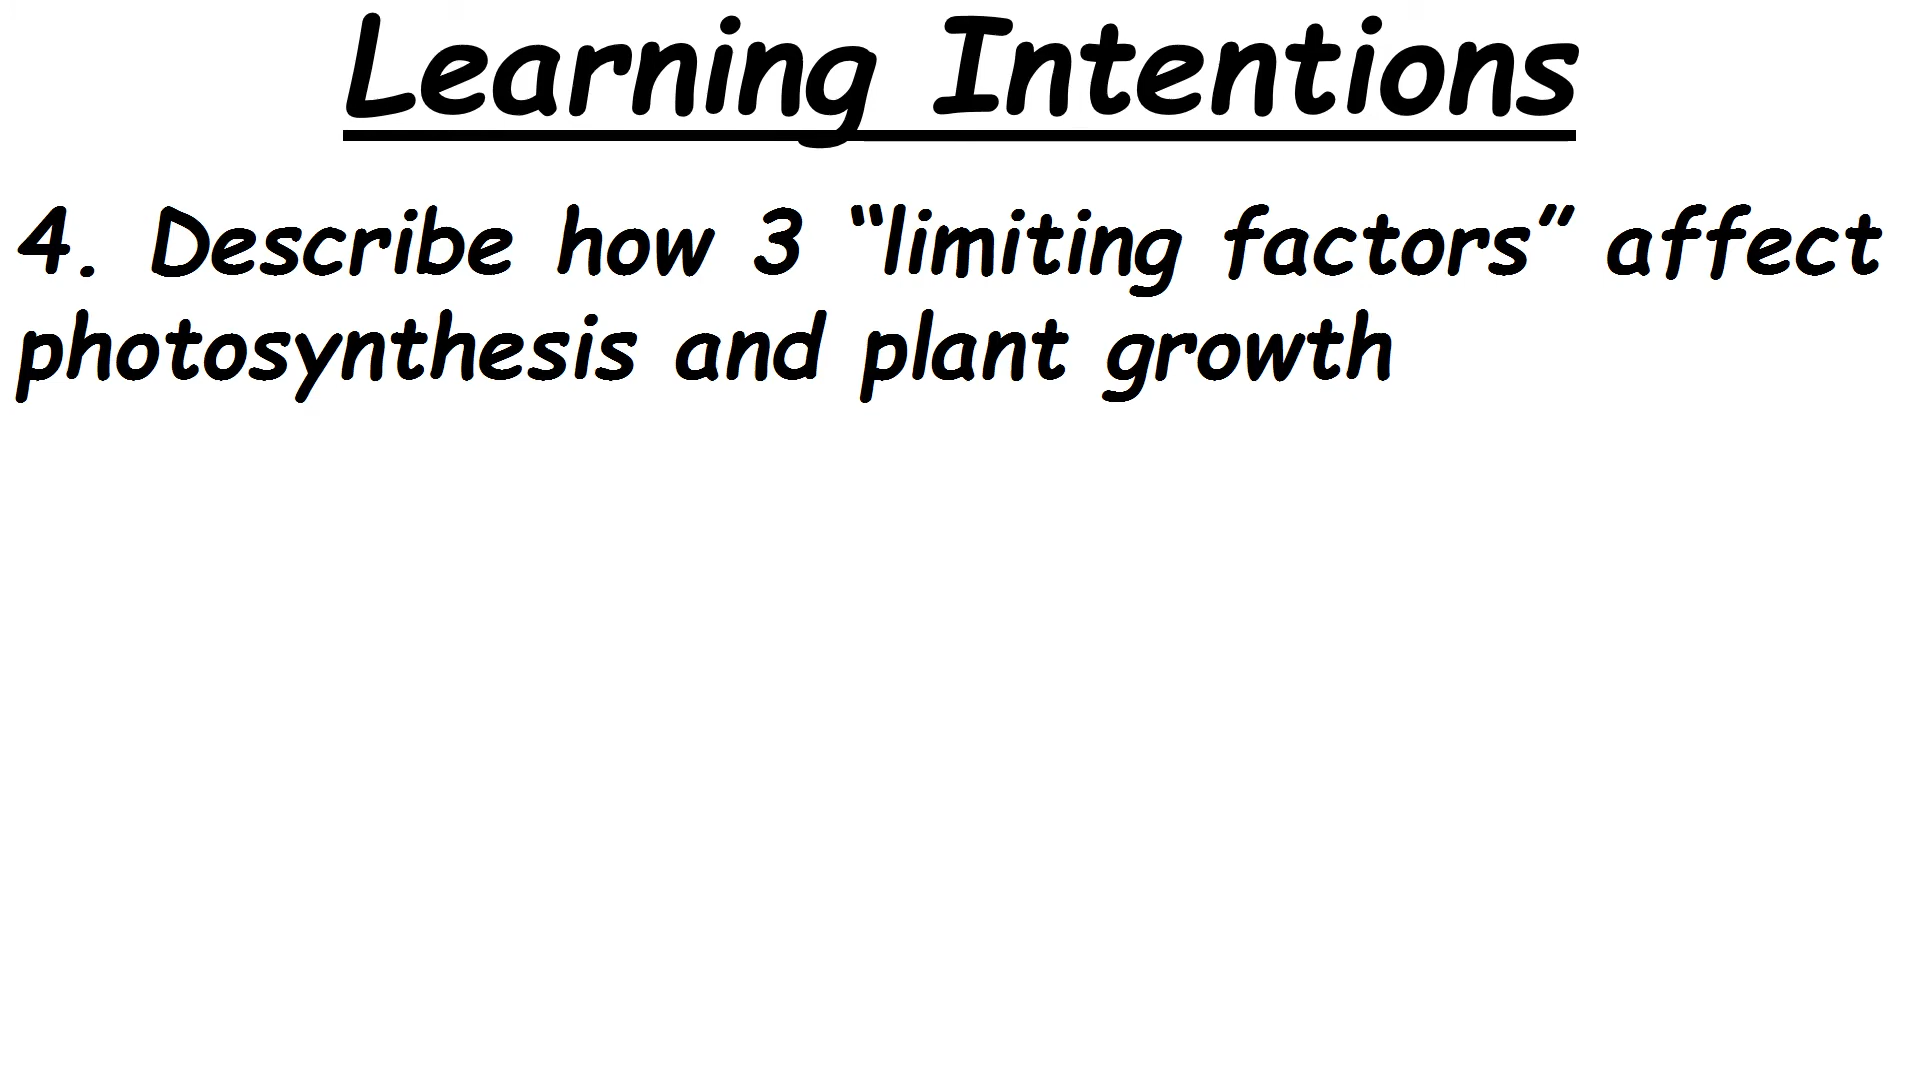 Learning Intentions
4. Describe how 3 “limiting factors” affect
photosynthesis and plant growth